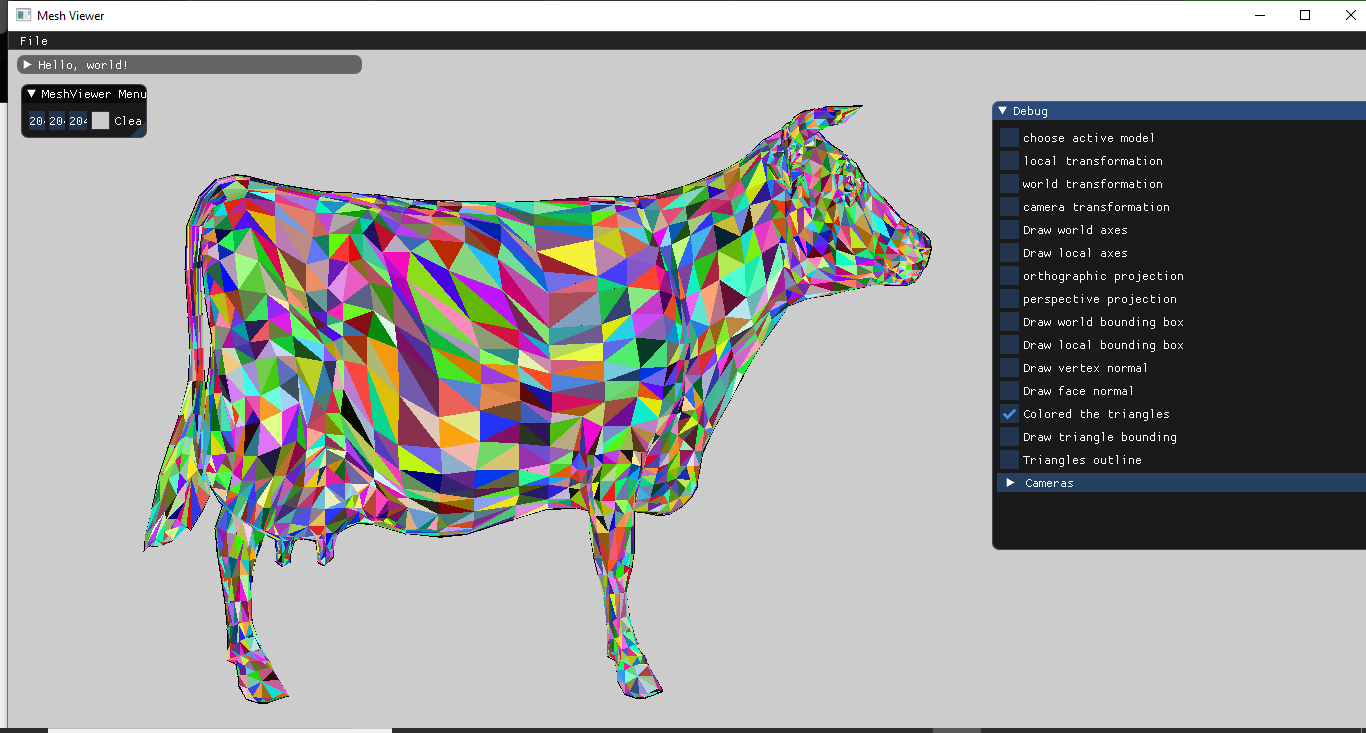 Mesh Viewer
File
Hello, world!
MeshViewer Menu
20 20 204 Clea
Debug
choose active model
local transformation
world transformation
camera transformation
Draw world axes
Draw local axes
orthographic projection
perspective projection
Draw world bounding box
Draw local bounding box
Draw vertex normal
Draw face normal
Colored the triangles
Draw triangle bounding
Triangles outline
Cameras